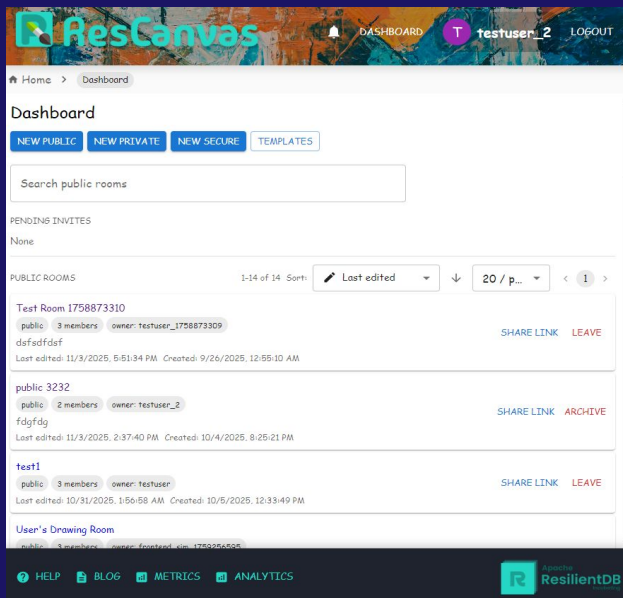 ResCanvas
DASHBOARD T testuser_2 LOGOUT
Home > Dashboard
Dashboard
NEW PUBLIC NEW PRIVATE NEW SECURE TEMPLATES
Search public rooms
PENDING INVITES
None
PUBLIC ROOMS 1-14 of 14 Sort: Last edited 20 / p... < 1 >
Test Room 1758873310
public 3 members owner: testuser_1758873309
SHARE LINK LEAVE
dsfsdfdsf
Last edited: 11/3/2025, 5:51:34 PM Created: 9/26/2025, 12:55:10 AM
public 3232
public 2 members owner: testuser_2
SHARE LINK ARCHIVE
fdgfdg
Last edited: 11/3/2025, 2:37:40 PM Created: 10/4/2025, 8:25:21 PM
test1
public 3 members owner: testuser
SHARE LINK LEAVE
Last edited: 10/31/2025, 1:56:58 AM Created: 10/5/2025, 12:33:49 PM
User's Drawing Room
public 3 members owner: frontend_sim_1759256595
HELP BLOG METRICS ANALYTICS
Apache
ResilientDB